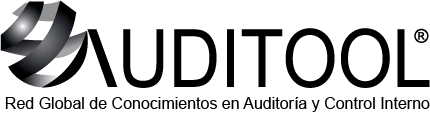 AUDITOOL®
Red Global de Conocimientos en Auditoría y Control Interno